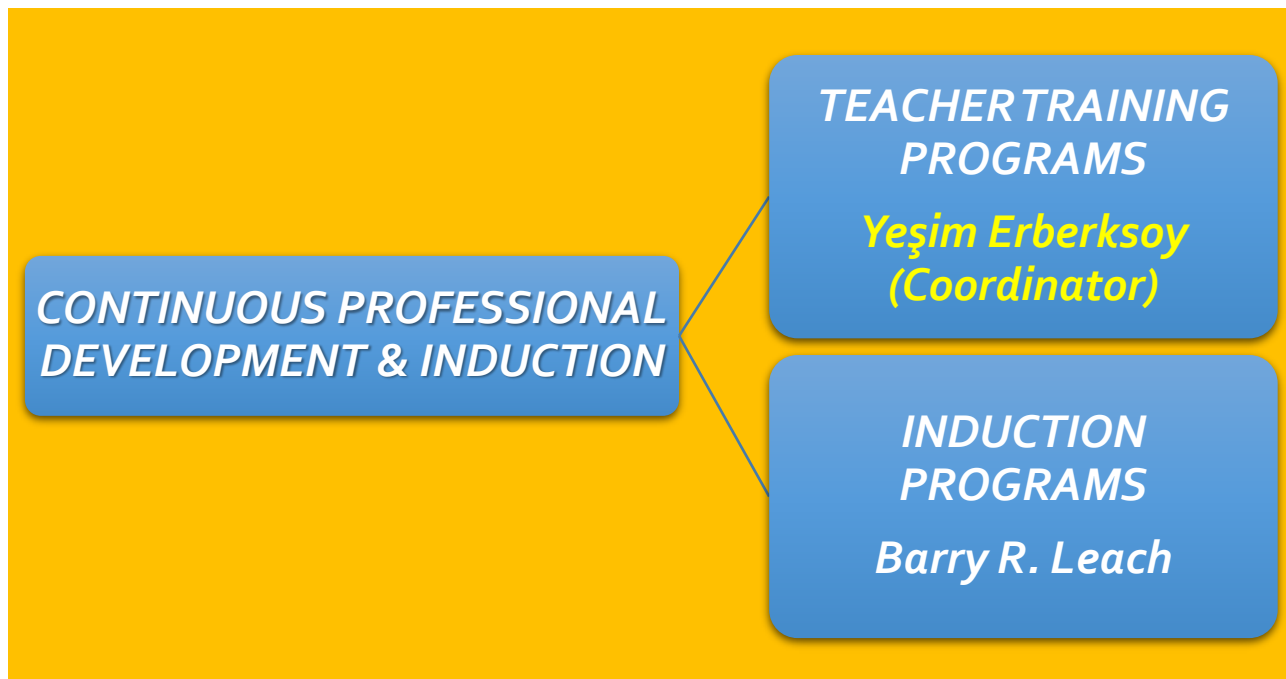 CONTINUOUS PROFESSIONAL
DEVELOPMENT & INDUCTION
TEACHER TRAINING
PROGRAMS
Yeşim Erberksoy
(Coordinator)
INDUCTION
PROGRAMS
Barry R. Leach